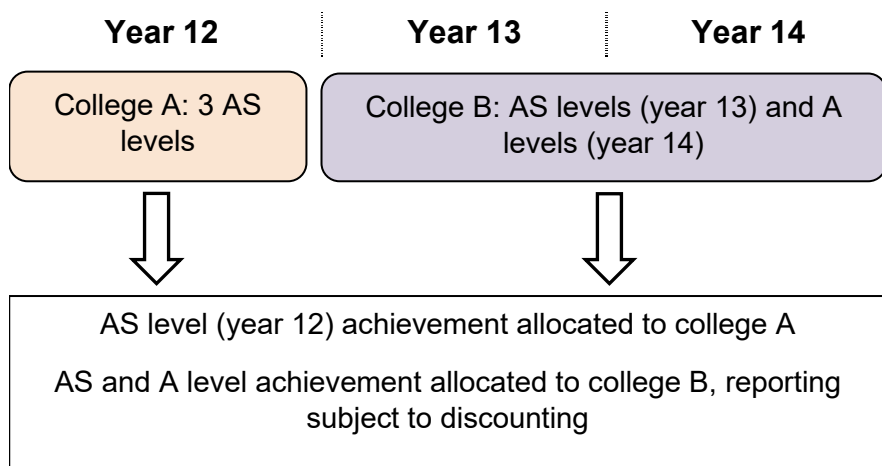 Year 12 Year 13 Year 14
College A: 3 AS
levels
College B: AS levels (year 13) and A
levels (year 14)
AS level (year 12) achievement allocated to college A
AS and A level achievement allocated to college B, reporting
subject to discounting